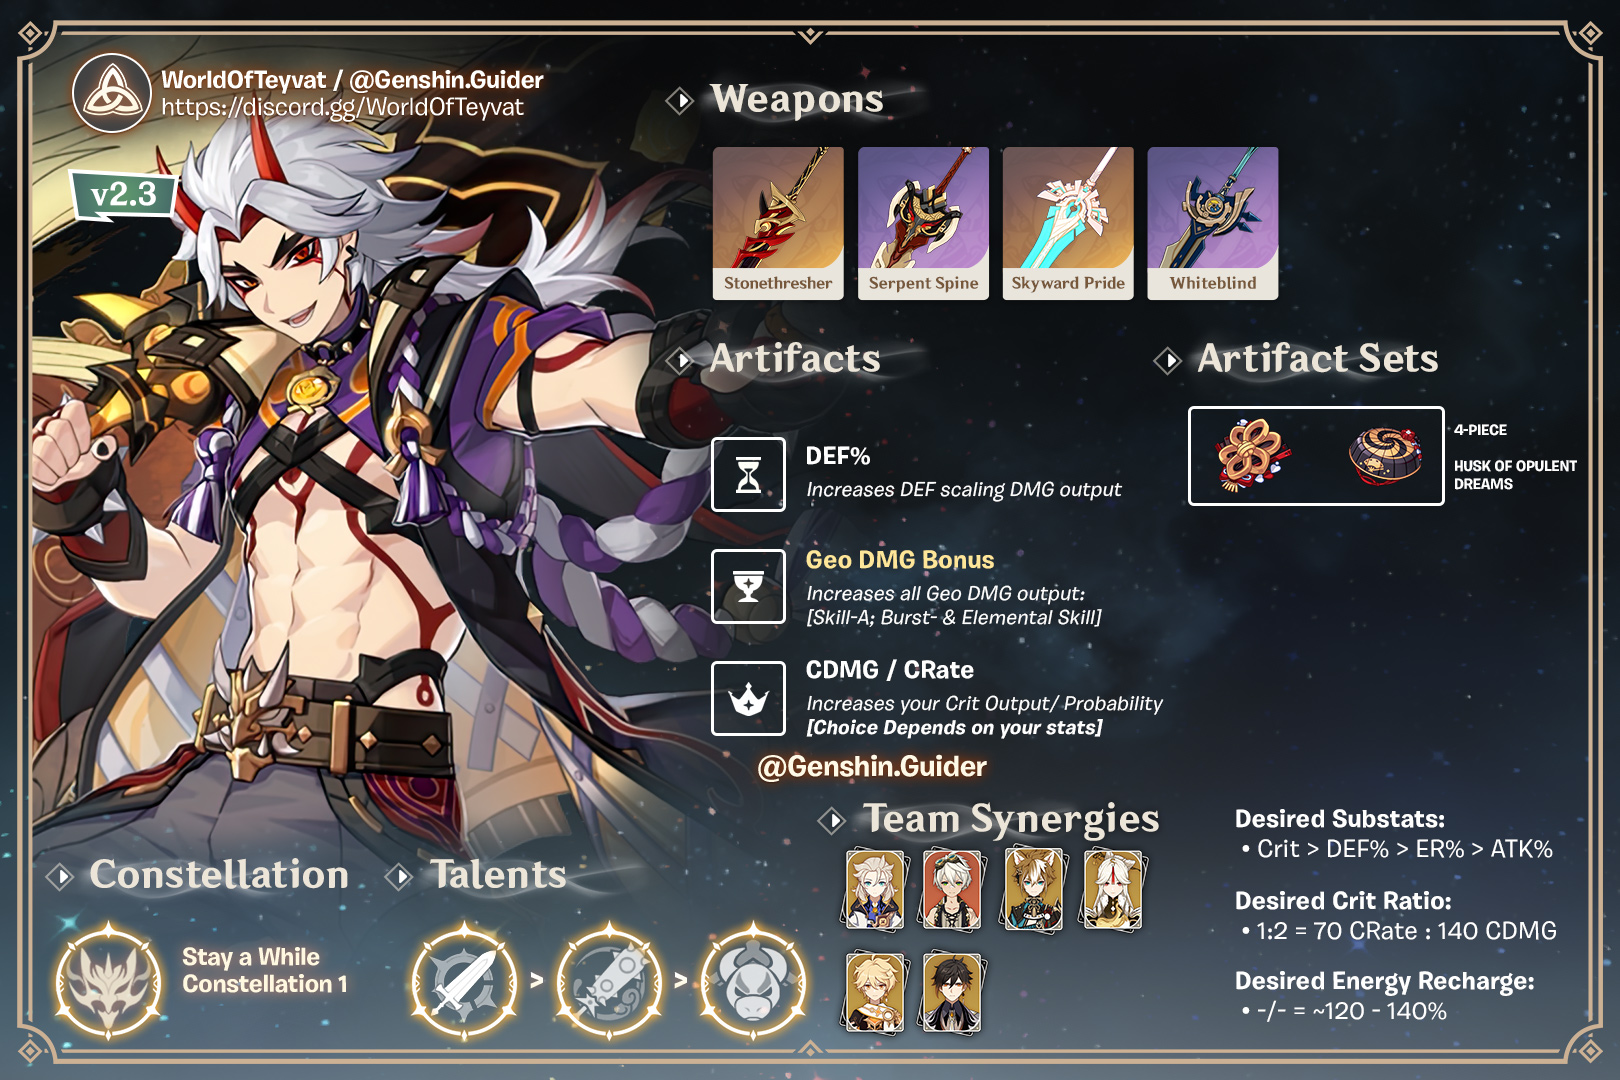 WorldOfTeyvat / @Genshin.Guider
https://discord.gg/WorldOfTeyvat
v2.3
Weapons
Stonethresher
Serpent Spine
Skyward Pride
Whiteblind
Artifacts
DEF%
Increases DEF scaling DMG output
Geo DMG Bonus
Increases all Geo DMG output:
[Skill-A; Burst- & Elemental Skill]
CDMG / CRate
Increases your Crit Output/ Probability
[Choice Depends on your stats]
@Genshin.Guider
Artifact Sets
4-PIECE
HUSK OF OPULENT
DREAMS
Constellation
Stay a While
Constellation 1
Talents
>
>
Team Synergies
Desired Substats:
• Crit > DEF% > ER% > ATK%
Desired Crit Ratio:
• 1:2 = 70 CRate : 140 CDMG
Desired Energy Recharge:
• -/- = ~120 - 140%